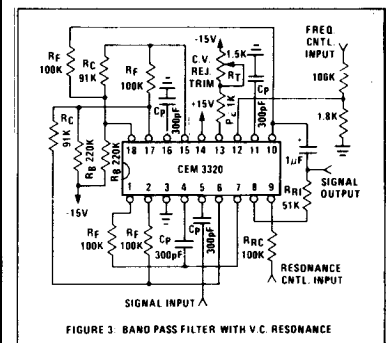 -15V
1.5K
FREQ.
CNTL.
INPUT
RF
100K
RC
91K
RF
100K
C.V.
REJ.
TRIM
RT
CP
300pF
100K
CP
300pF
+15V
1K
1.8K
RC
91K
RB 220K
RB 220K
-15V
18 17 16 15 14 13 12 11 10
CEM 3320
1 2 3 4 5 6 7 8 9
1µF
SIGNAL
OUTPUT
RRI
51K
RF
100K
RF
100K
CP
300pF
CP
300pF
RRC
100K
RESONANCE
CNTL. INPUT
SIGNAL INPUT
FIGURE 3: BAND PASS FILTER WITH V.C. RESONANCE